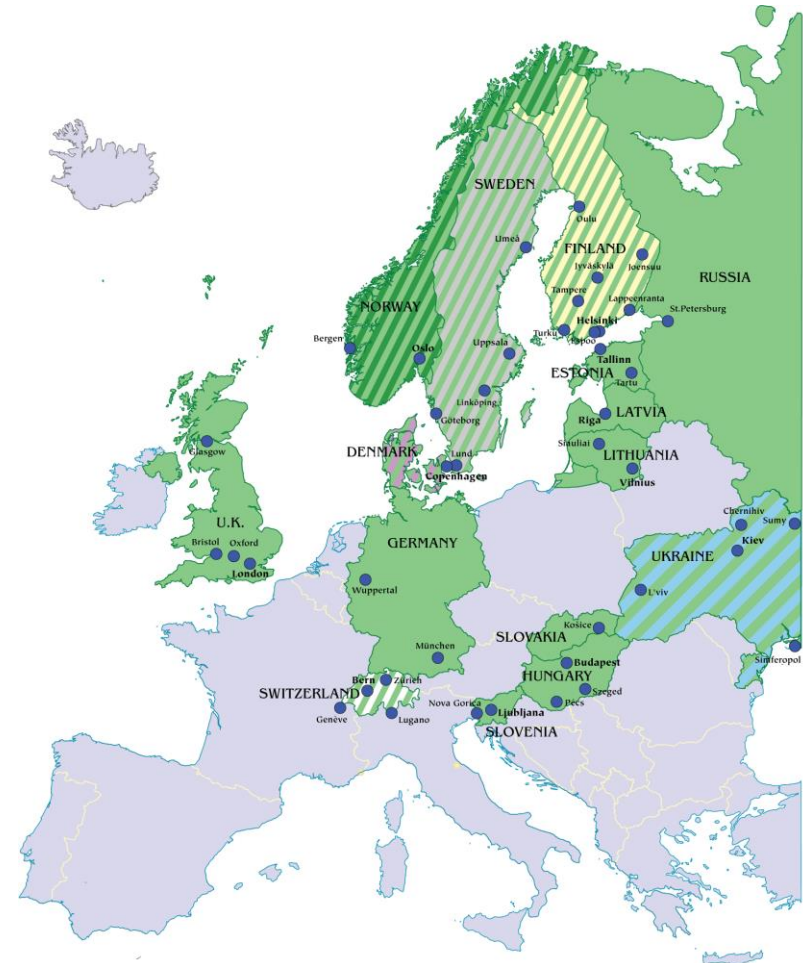 SWEDEN
Oulu
Umeå
FINLAND
Jyväskylä
Joensuu
RUSSIA
Tampere
NORWAY
Lappeenranta
St.Petersburg
Helsinki
Turku
Espoo
Bergen
Oslo
Uppsala
Tallinn
ESTONIA
Tartu
Linköping
LATVIA
Göteborg
Riga
Glasgow
DENMARK
Lund
Siauliai
LITHUANIA
Copenhagen
Vilnius
Chernihiv
Sumy
U.K.
Kiev
Bristol
Oxford
GERMANY
UKRAINE
London
Wuppertal
L'viv
Košice
SLOVAKIA
München
Simferopol
Budapest
Bern
Zürich
HUNGARY
SWITZERLAND
Szeged
Nova Gorica
Pécs
Genève
Lugano
Ljubljana
SLOVENIA